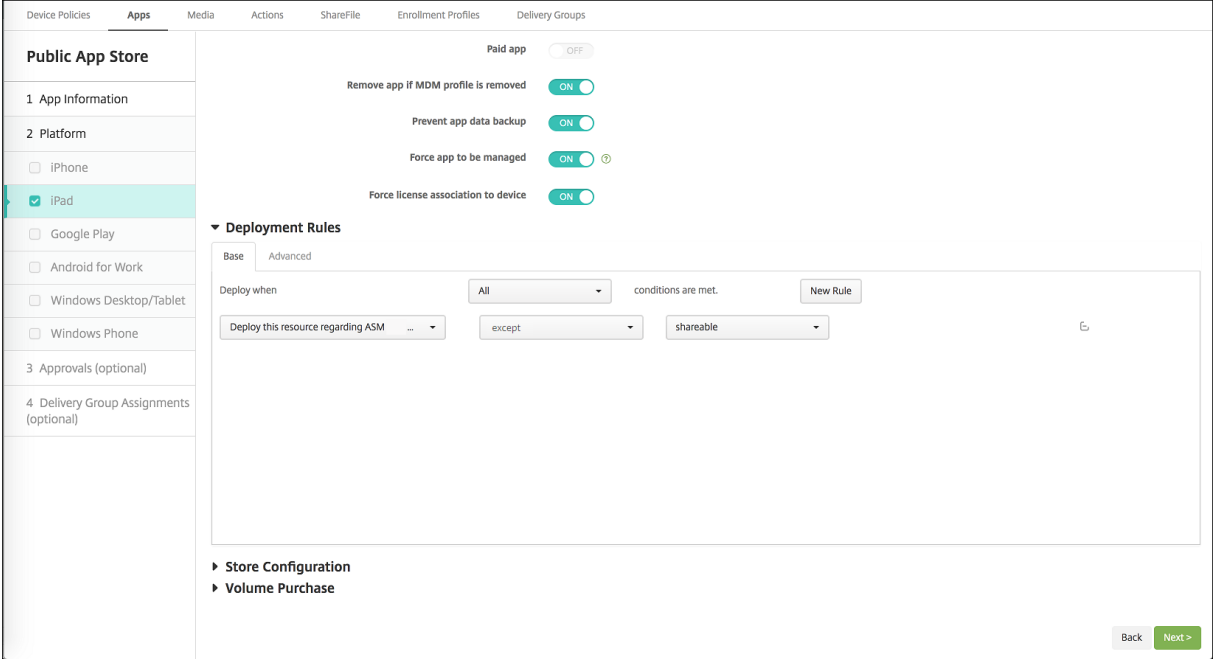 Device Policies Apps Media Actions ShareFile Enrollment Profiles Delivery Groups
Public App Store
1 App Information
2 Platform
iPhone
iPad
Google Play
Android for Work
Windows Desktop/Tablet
Windows Phone
3 Approvals (optional)
4 Delivery Group Assignments
(optional)
Paid app OFF
Remove app if MDM profile is removed ON
Prevent app data backup ON
Force app to be managed ON ?
Force license association to device ON
Deployment Rules
Base Advanced
Deploy when All conditions are met. New Rule
Deploy this resource regarding ASM ... except shareable
Store Configuration
Volume Purchase
Back Next >